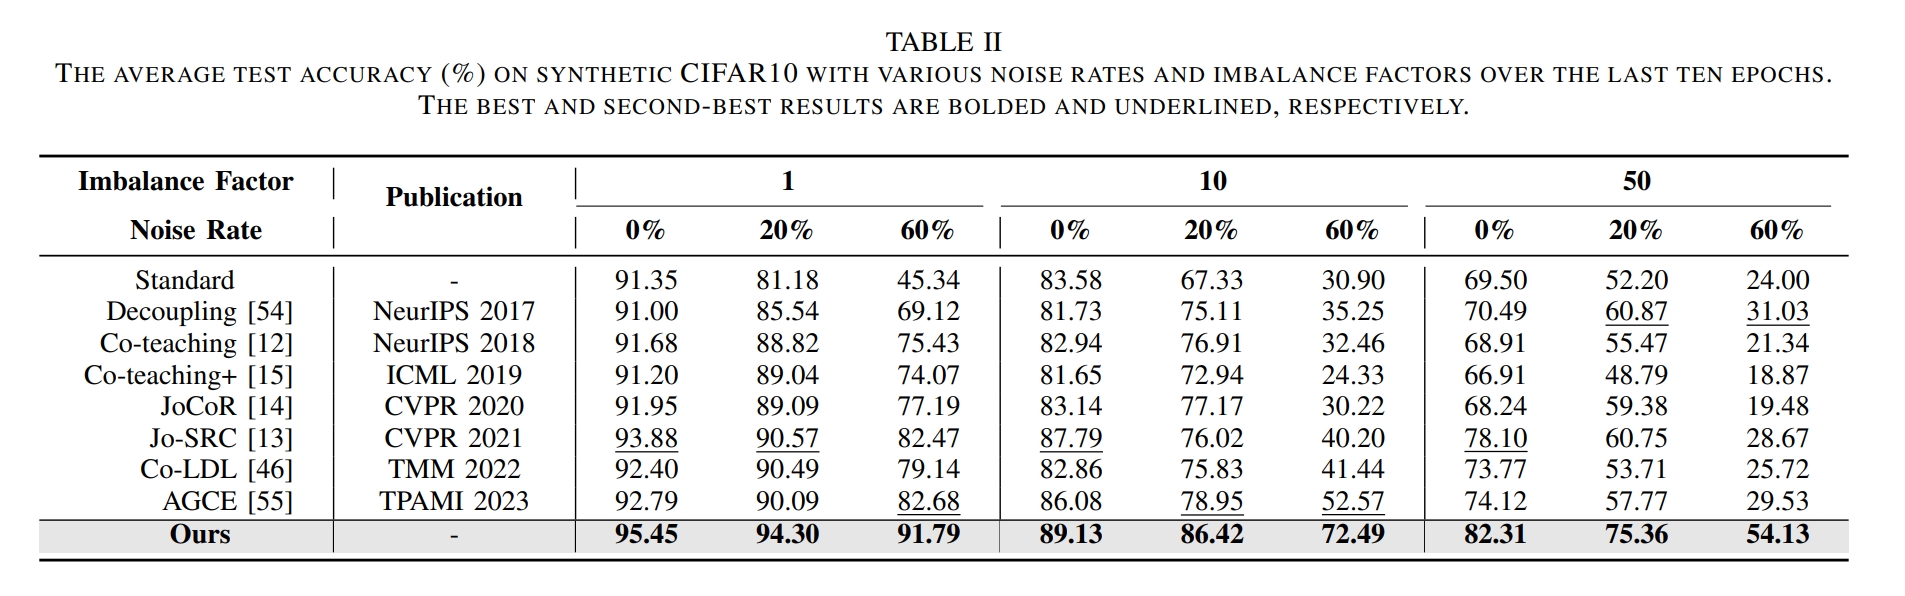 TABLE II
THE AVERAGE TEST ACCURACY (%) ON SYNTHETIC CIFAR10 WITH VARIOUS NOISE RATES AND IMBALANCE FACTORS OVER THE LAST TEN EPOCHS.
THE BEST AND SECOND-BEST RESULTS ARE BOLDED AND UNDERLINED, RESPECTIVELY.
Imbalance Factor Publication 1 10 50
Noise Rate 0% 20% 60% 0% 20% 60% 0% 20% 60%
Standard - 91.35 81.18 45.34 83.58 67.33 30.90 69.50 52.20 24.00
Decoupling [54] NeurIPS 2017 91.00 85.54 69.12 81.73 75.11 35.25 70.49 60.87 31.03
Co-teaching [12] NeurIPS 2018 91.68 88.82 75.43 82.94 76.91 32.46 68.91 55.47 21.34
Co-teaching+ [15] ICML 2019 91.20 89.04 74.07 81.65 72.94 24.33 66.91 48.79 18.87
JoCoR [14] CVPR 2020 91.95 89.09 77.19 83.14 77.17 30.22 68.24 59.38 19.48
Jo-SRC [13] CVPR 2021 93.88 90.57 82.47 87.79 76.02 40.20 78.10 60.75 28.67
Co-LDL [46] TMM 2022 92.40 90.49 79.14 82.86 75.83 41.44 73.77 53.71 25.72
AGCE [55] TPAMI 2023 92.79 90.09 82.68 86.08 78.95 52.57 74.12 57.77 29.53
Ours - 95.45 94.30 91.79 89.13 86.42 72.49 82.31 75.36 54.13